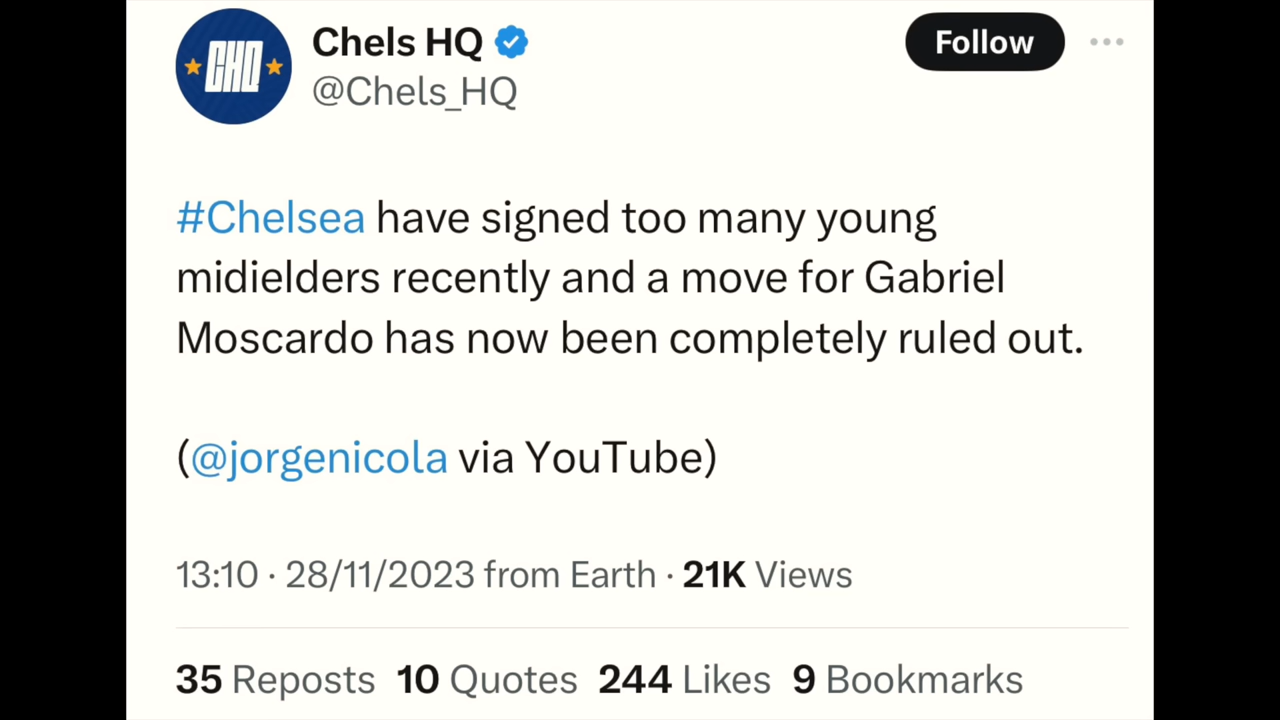 CHQ
Chels HQ
Follow
@Chels_HQ
#Chelsea have signed too many young
midielders recently and a move for Gabriel
Moscardo has now been completely ruled out.
(@jorgenicola via YouTube)
13:10 · 28/11/2023 from Earth · 21K Views
35 Reposts 10 Quotes 244 Likes 9 Bookmarks